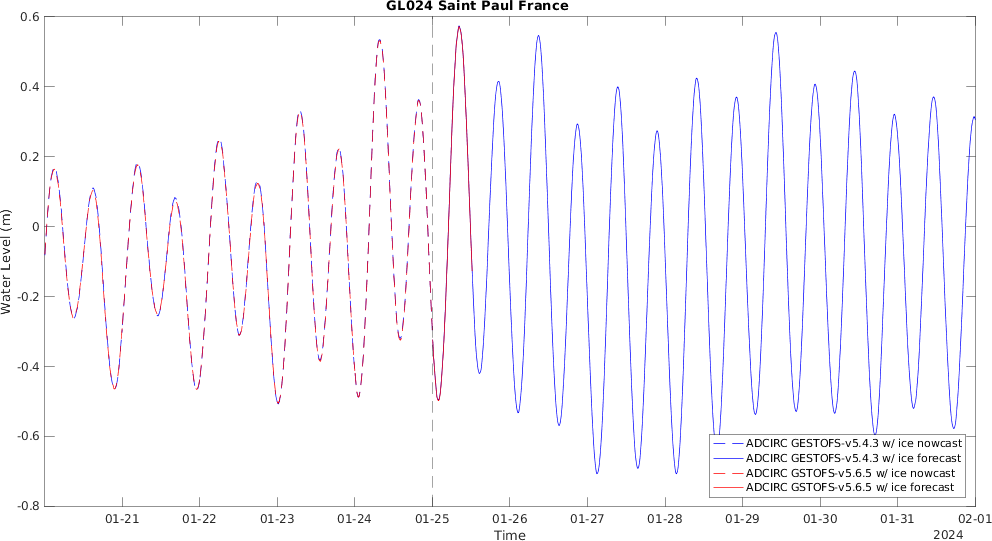 GL024 Saint Paul France
0.6
0.4
0.2
0
-0.2
-0.4
-0.6
-0.8
Water Level (m)
ADCIRC GESTOFS-v5.4.3 w/ ice nowcast
ADCIRC GESTOFS-v5.4.3 w/ ice forecast
ADCIRC GSTOFS-v5.6.5 w/ ice nowcast
ADCIRC GSTOFS-v5.6.5 w/ ice forecast
01-21 01-22 01-23 01-24 01-25 01-26 01-27 01-28 01-29 01-30 01-31 02-01
Time
2024